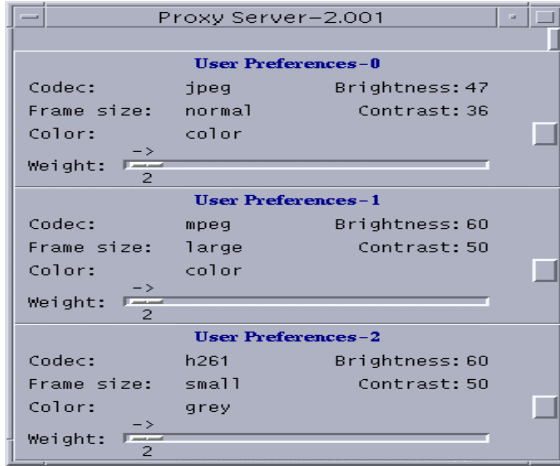 Proxy Server-2.001
User Preferences-0
Codec: jpeg Brightness: 47
Frame size: normal Contrast: 36
Color: color
->
Weight:
2
User Preferences-1
Codec: mpeg Brightness: 60
Frame size: large Contrast: 50
Color: color
->
Weight:
2
User Preferences-2
Codec: h261 Brightness: 60
Frame size: small Contrast: 50
Color: grey
->
Weight:
2